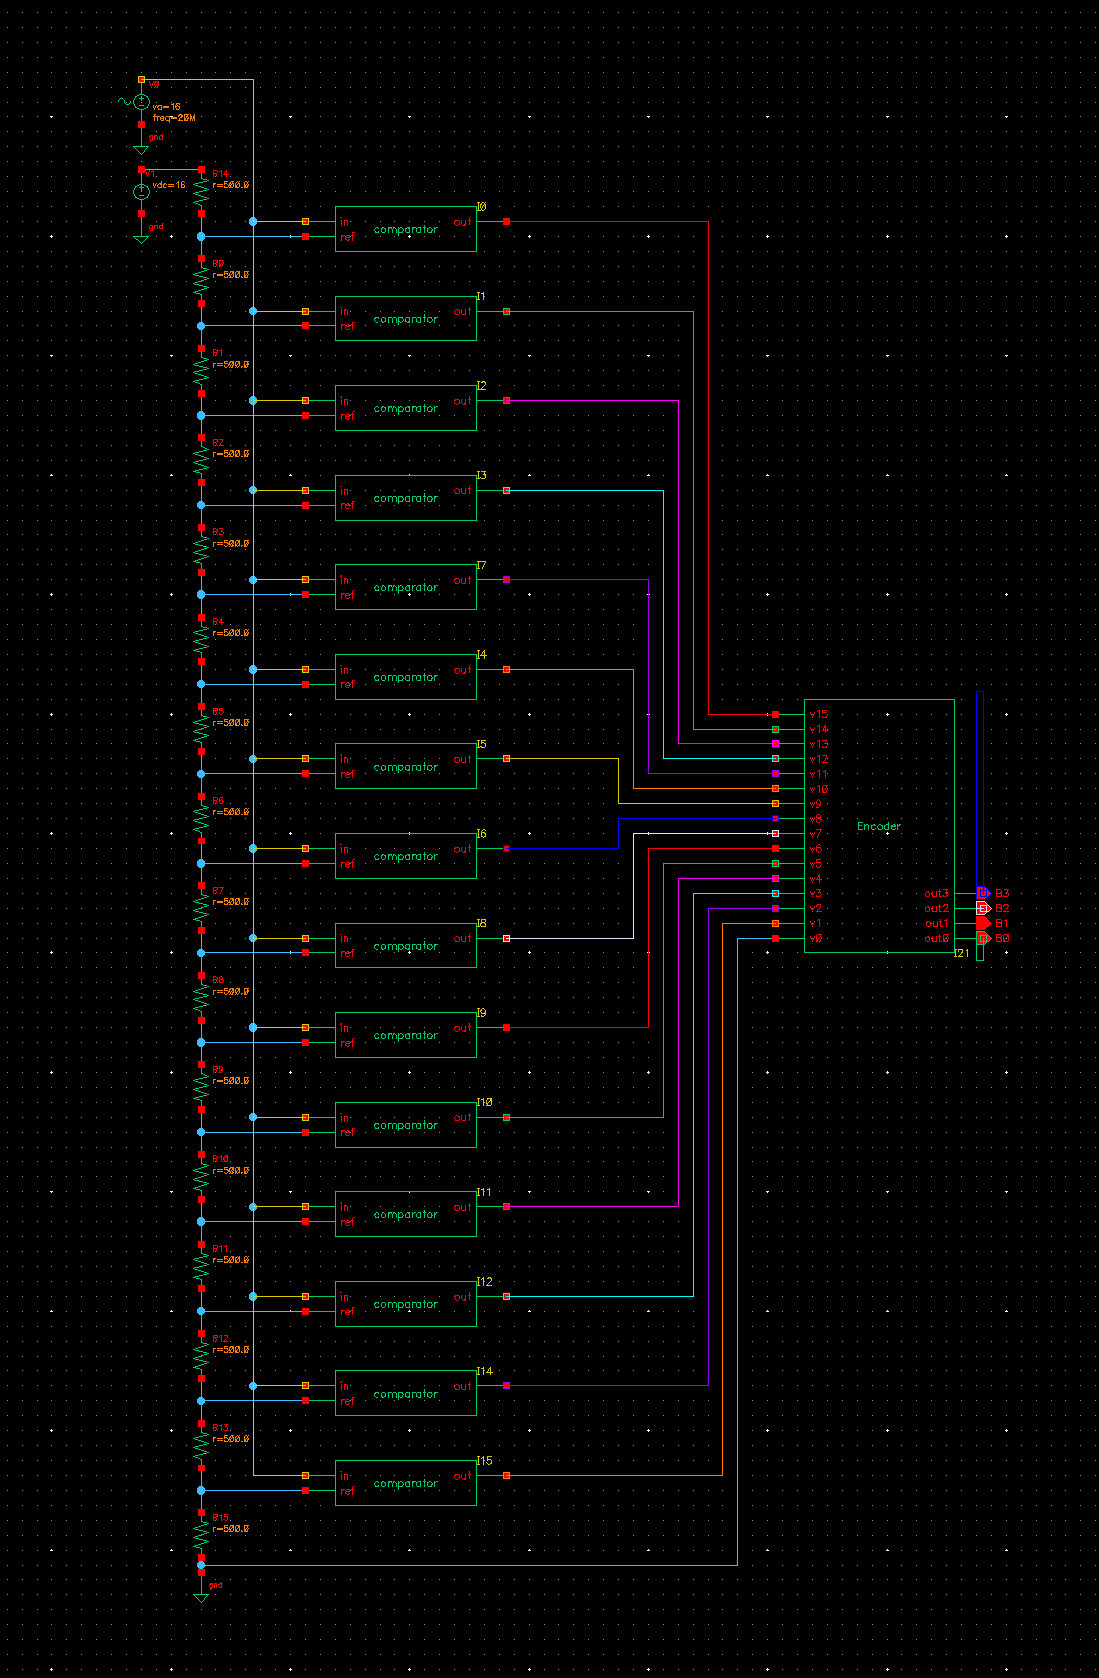 V0
va=16
freq=20M
gnd
V1
vdc=16
gnd
R14
r=500.0
I0
in
out
comparator
ref
R0
r=500.0
I1
in
out
comparator
ref
R1
r=500.0
I2
in
out
comparator
ref
R2
r=500.0
I3
in
out
comparator
ref
R3
r=500.0
I7
in
out
comparator
ref
R4
r=500.0
I4
in
out
comparator
ref
R5
r=500.0
I5
in
out
comparator
ref
R6
r=500.0
I6
in
out
comparator
ref
R7
r=500.0
I8
in
out
comparator
ref
R8
r=500.0
I9
in
out
comparator
ref
R9
r=500.0
I10
in
out
comparator
ref
R10
r=500.0
I11
in
out
comparator
ref
R11
r=500.0
I12
in
out
comparator
ref
R12
r=500.0
I14
in
out
comparator
ref
R13
r=500.0
I15
in
out
comparator
ref
R15
r=500.0
gnd
v15
v14
v13
v12
v11
v10
v9
v8
Encoder
v7
v6
v5
v4
v3
out3
B3
v2
out2
B2
v1
out1
B1
v0
out0
B0
I21